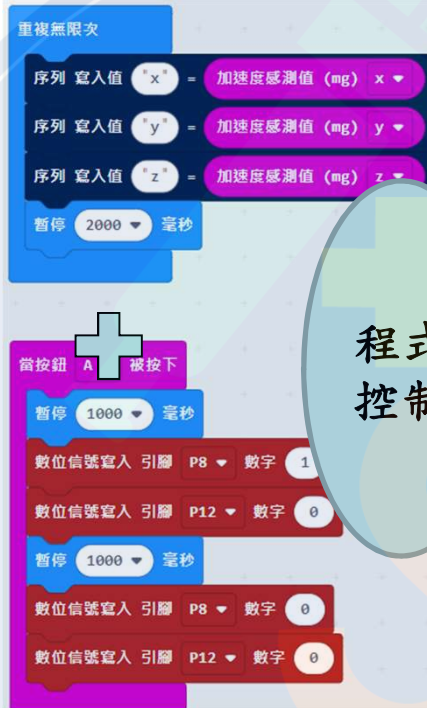 重複無限次
序列 寫入值 "x" = 加速度感測值 (mg) x
序列 寫入值 "y" = 加速度感測值 (mg) y
序列 寫入值 "z" = 加速度感測值 (mg) z
暫停 2000 毫秒
程式
控制
當按鈕 A 被按下
暫停 1000 毫秒
數位信號寫入 引腳 P8 數字 1
數位信號寫入 引腳 P12 數字 0
暫停 1000 毫秒
數位信號寫入 引腳 P8 數字 0
數位信號寫入 引腳 P12 數字 0